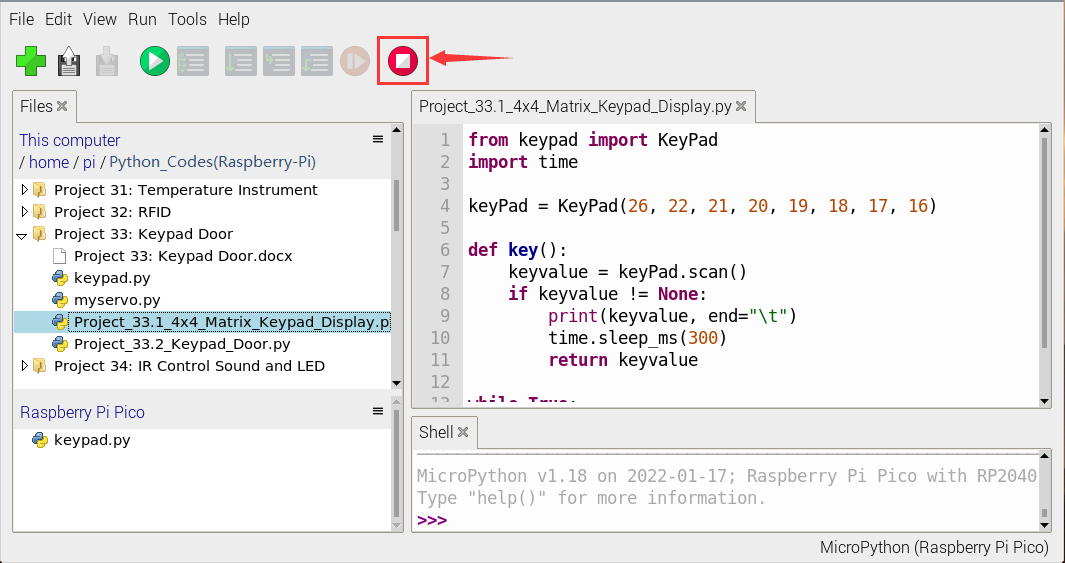 File Edit View Run Tools Help
Files
This computer
/ home / pi / Python_Codes(Raspberry-Pi)
Project 31: Temperature Instrument
Project 32: RFID
Project 33: Keypad Door
Project 33: Keypad Door.docx
keypad.py
myservo.py
Project_33.1_4x4_Matrix_Keypad_Display.p
Project_33.2_Keypad_Door.py
Project 34: IR Control Sound and LED
Raspberry Pi Pico
keypad.py
Project_33.1_4x4_Matrix_Keypad_Display.py
1 from keypad import KeyPad
2 import time
3
4 keyPad = KeyPad(26, 22, 21, 20, 19, 18, 17, 16)
5
6 def key():
7 keyvalue = keyPad.scan()
8 if keyvalue != None:
9 print(keyvalue, end="\t")
10 time.sleep_ms(300)
11 return keyvalue
12
13 while True:
Shell
MicroPython v1.18 on 2022-01-17; Raspberry Pi Pico with RP2040
Type "help()" for more information.
>>>
MicroPython (Raspberry Pi Pico)